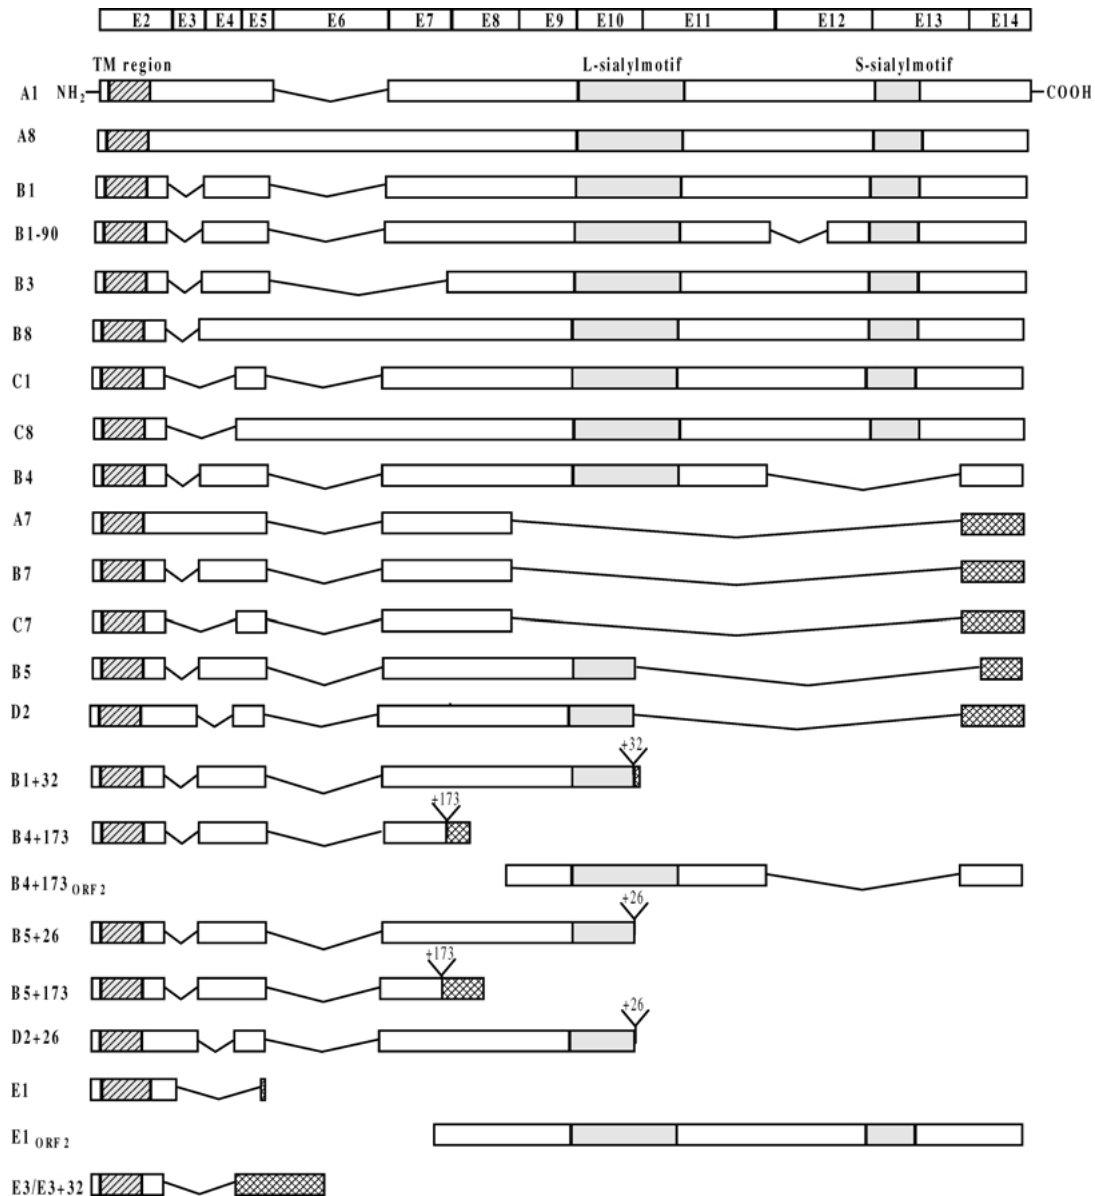 E2 E3 E4 E5 E6 E7 E8 E9 E10 E11 E12 E13 E14
TM region L-sialylmotif S-sialylmotif
A1 NH2 COOH
A8
B1
B1-90
B3
B8
C1
C8
B4
A7
B7
C7
B5
D2
+32
B1+32
+173
B4+173
B4+173 ORF2
+26
B5+26
+173
B5+173
+26
D2+26
E1
E1 ORF2
E3/E3+32